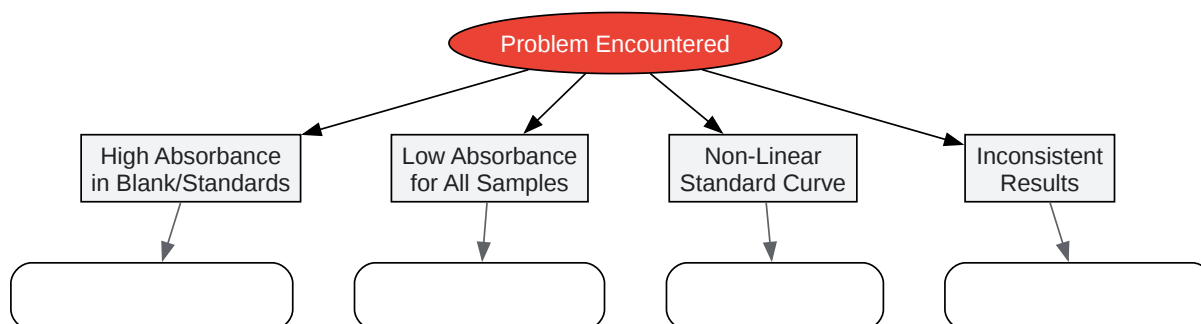 Problem Encountered
High Absorbance
in Blank/Standards
Low Absorbance
for All Samples
Non-Linear
Standard Curve
Inconsistent
Results